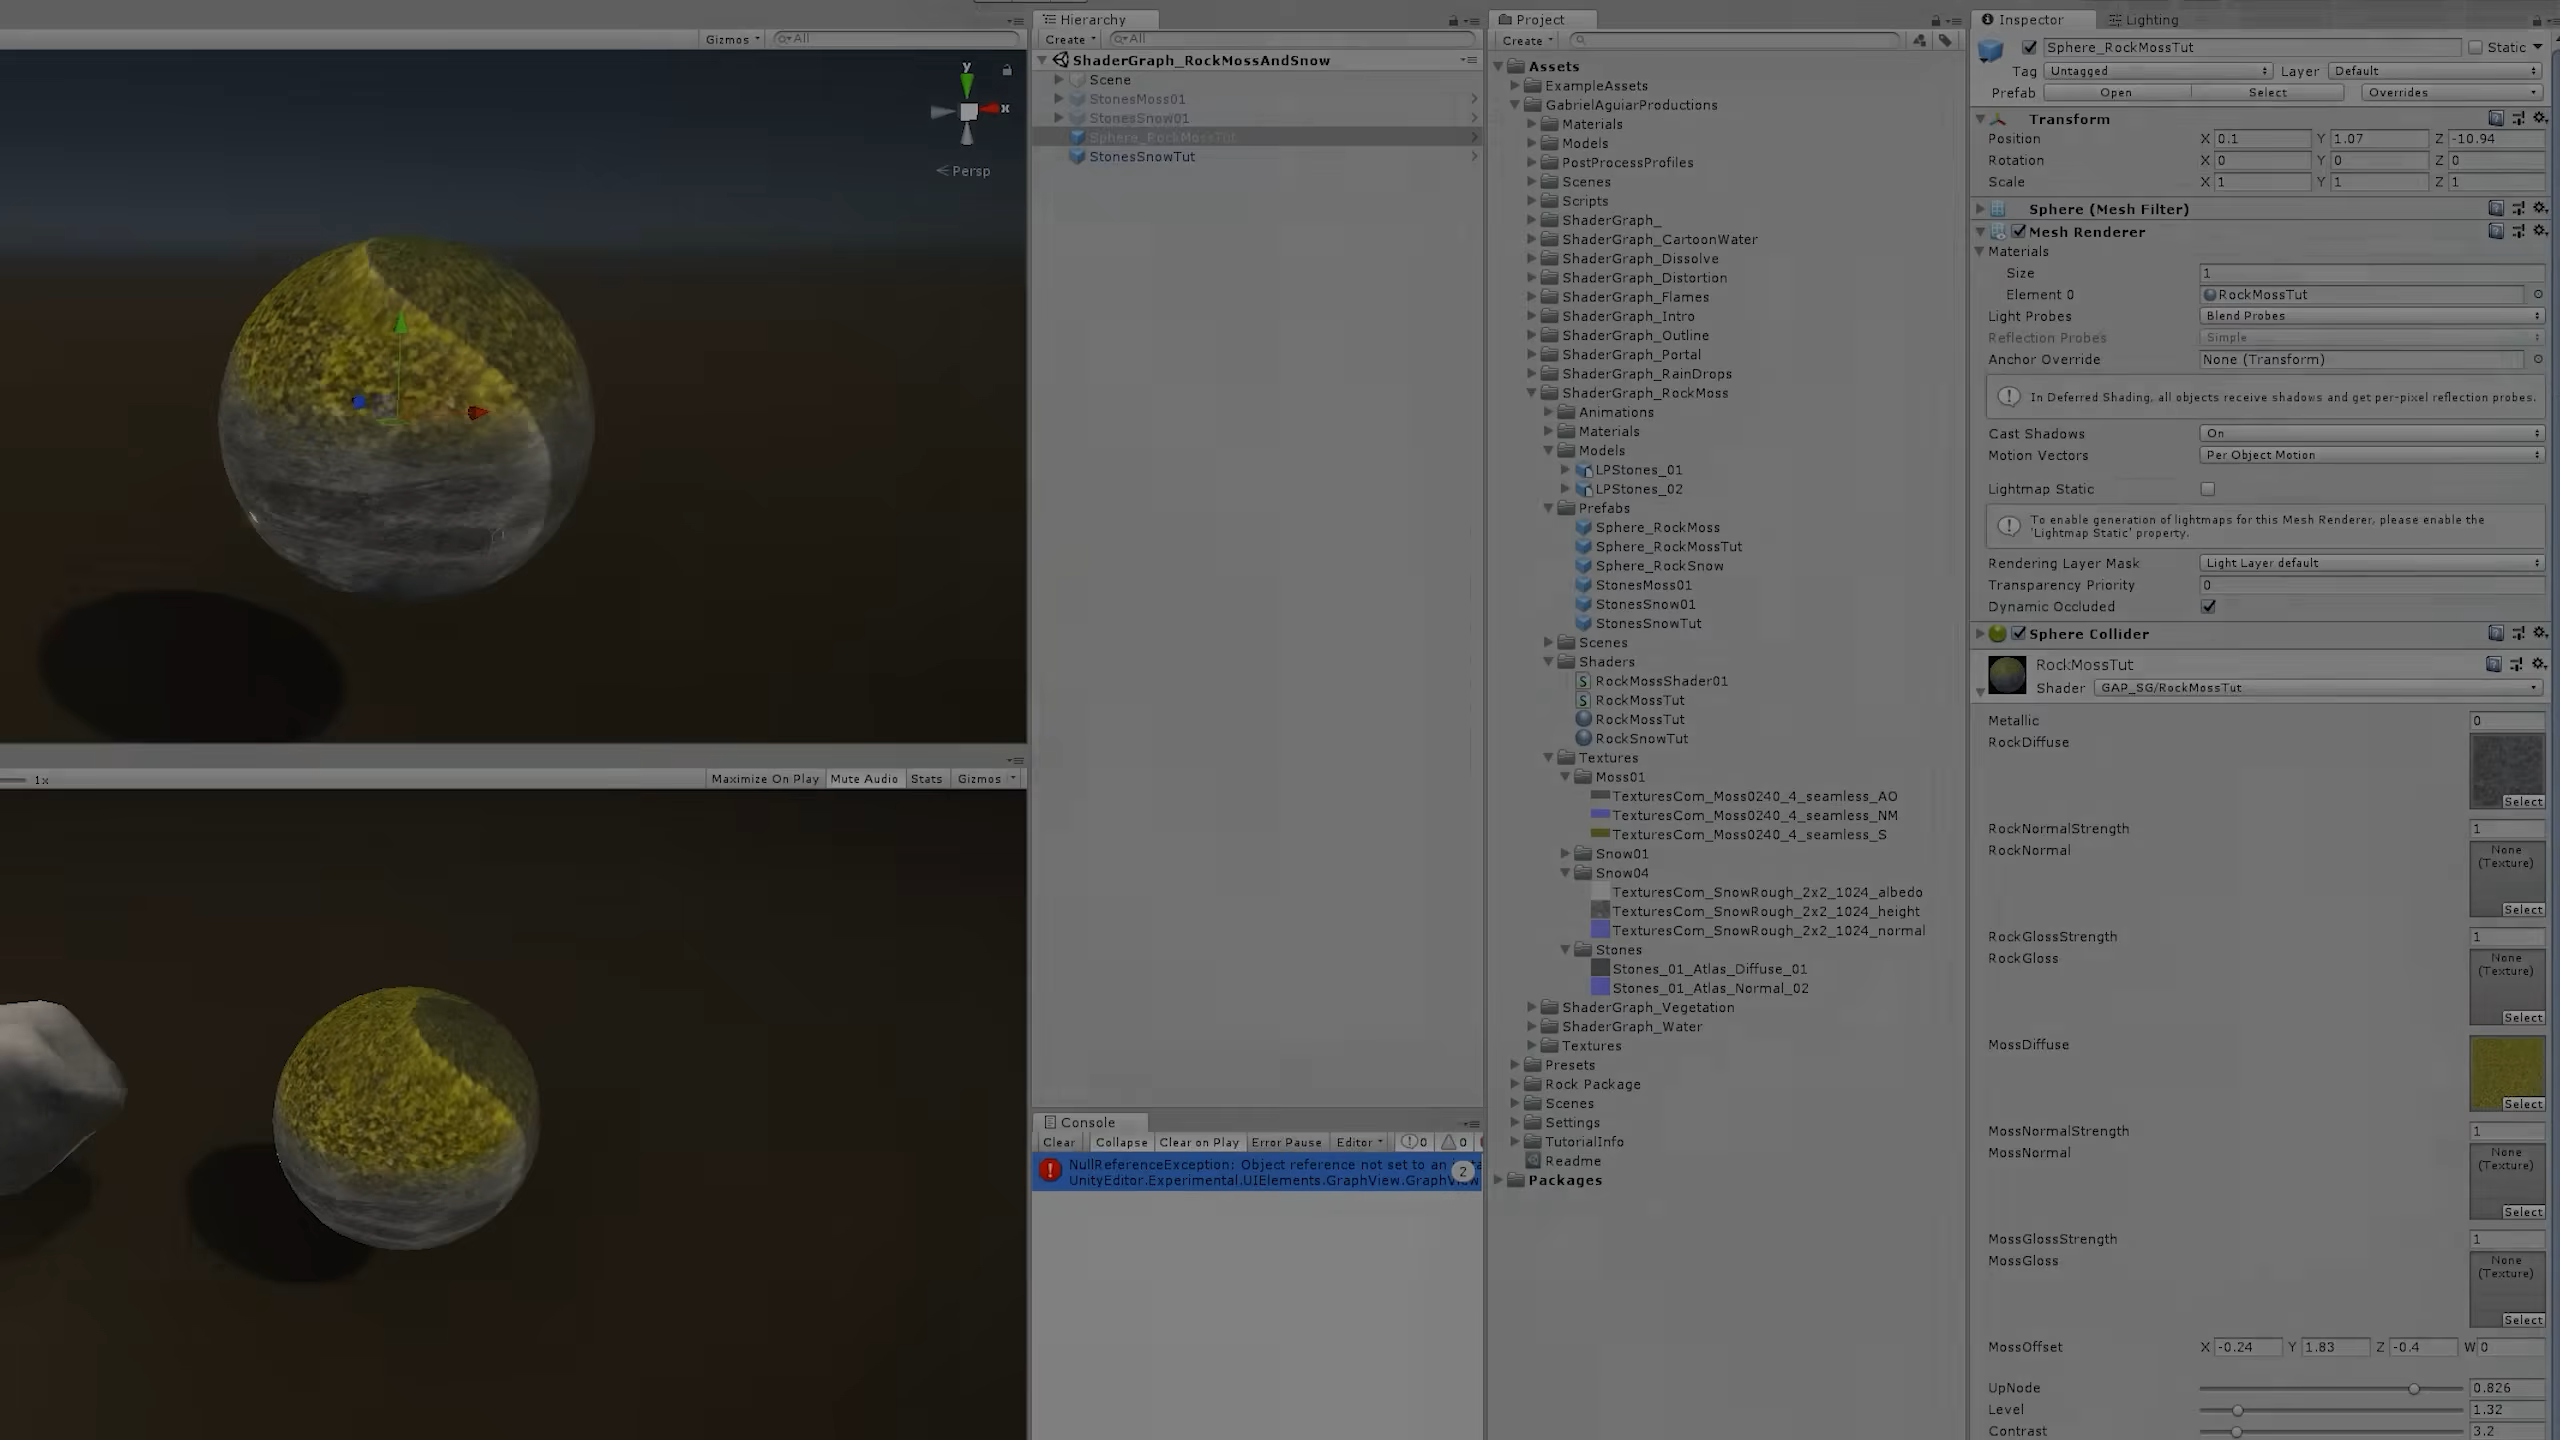 Gizmos
All
y
x
Persp
1x
Maximize On Play
Mute Audio
Stats
Gizmos
Hierarchy
Create
All
ShaderGraph_RockMossAndSnow
Scene
StonesMoss01
StonesSnow01
Sphere_RockMossTut
StonesSnowTut
Console
Clear
Collapse
Clear on Play
Error Pause
Editor
0
0
NullReferenceException: Object reference not set to an
UnityEditor.Experimental.UIElements.GraphView.GraphView
2
Project
Create
Assets
ExampleAssets
GabrielAguiarProductions
Materials
Models
PostProcessProfiles
Scenes
Scripts
ShaderGraph_
ShaderGraph_CartoonWater
ShaderGraph_Dissolve
ShaderGraph_Distortion
ShaderGraph_Flames
ShaderGraph_Intro
ShaderGraph_Outline
ShaderGraph_Portal
ShaderGraph_RainDrops
ShaderGraph_RockMoss
Animations
Materials
Models
LPStones_01
LPStones_02
Prefabs
Sphere_RockMoss
Sphere_RockMossTut
Sphere_RockSnow
StonesMoss01
StonesSnow01
StonesSnowTut
Scenes
Shaders
RockMossShader01
RockMossTut
RockMossTut
RockSnowTut
Textures
Moss01
TexturesCom_Moss0240_4_seamless_AO
TexturesCom_Moss0240_4_seamless_NM
TexturesCom_Moss0240_4_seamless_S
Snow01
Snow04
TexturesCom_SnowRough_2x2_1024_albedo
TexturesCom_SnowRough_2x2_1024_height
TexturesCom_SnowRough_2x2_1024_normal
Stones
Stones_01_Atlas_Diffuse_01
Stones_01_Atlas_Normal_02
ShaderGraph_Vegetation
ShaderGraph_Water
Textures
Presets
Rock Package
Scenes
Settings
TutorialInfo
Readme
Packages
Inspector
Lighting
Sphere_RockMossTut
Static
Tag Untagged Layer Default
Prefab Open Select Overrides
Transform
Position X 0.1 Y 1.07 Z -10.94
Rotation X 0 Y 0 Z 0
Scale X 1 Y 1 Z 1
Sphere (Mesh Filter)
Mesh Renderer
Materials
Size 1
Element 0 RockMossTut
Light Probes Blend Probes
Reflection Probes Simple
Anchor Override None (Transform)
In Deferred Shading, all objects receive shadows and get per-pixel reflection probes.
Cast Shadows On
Motion Vectors Per Object Motion
Lightmap Static
To enable generation of lightmaps for this Mesh Renderer, please enable the
'Lightmap Static' property.
Rendering Layer Mask Light Layer default
Transparency Priority 0
Dynamic Occluded
Sphere Collider
RockMossTut
Shader GAP_SG/RockMossTut
Metallic 0
RockDiffuse
Select
RockNormalStrength 1
RockNormal None
(Texture)
Select
RockGlossStrength 1
RockGloss None
(Texture)
Select
MossDiffuse
Select
MossNormalStrength 1
MossNormal None
(Texture)
Select
MossGlossStrength 1
MossGloss None
(Texture)
Select
MossOffset X -0.24 Y 1.83 Z -0.4 W 0
UpNode 0.826
Level 1.32
Contrast 3.2